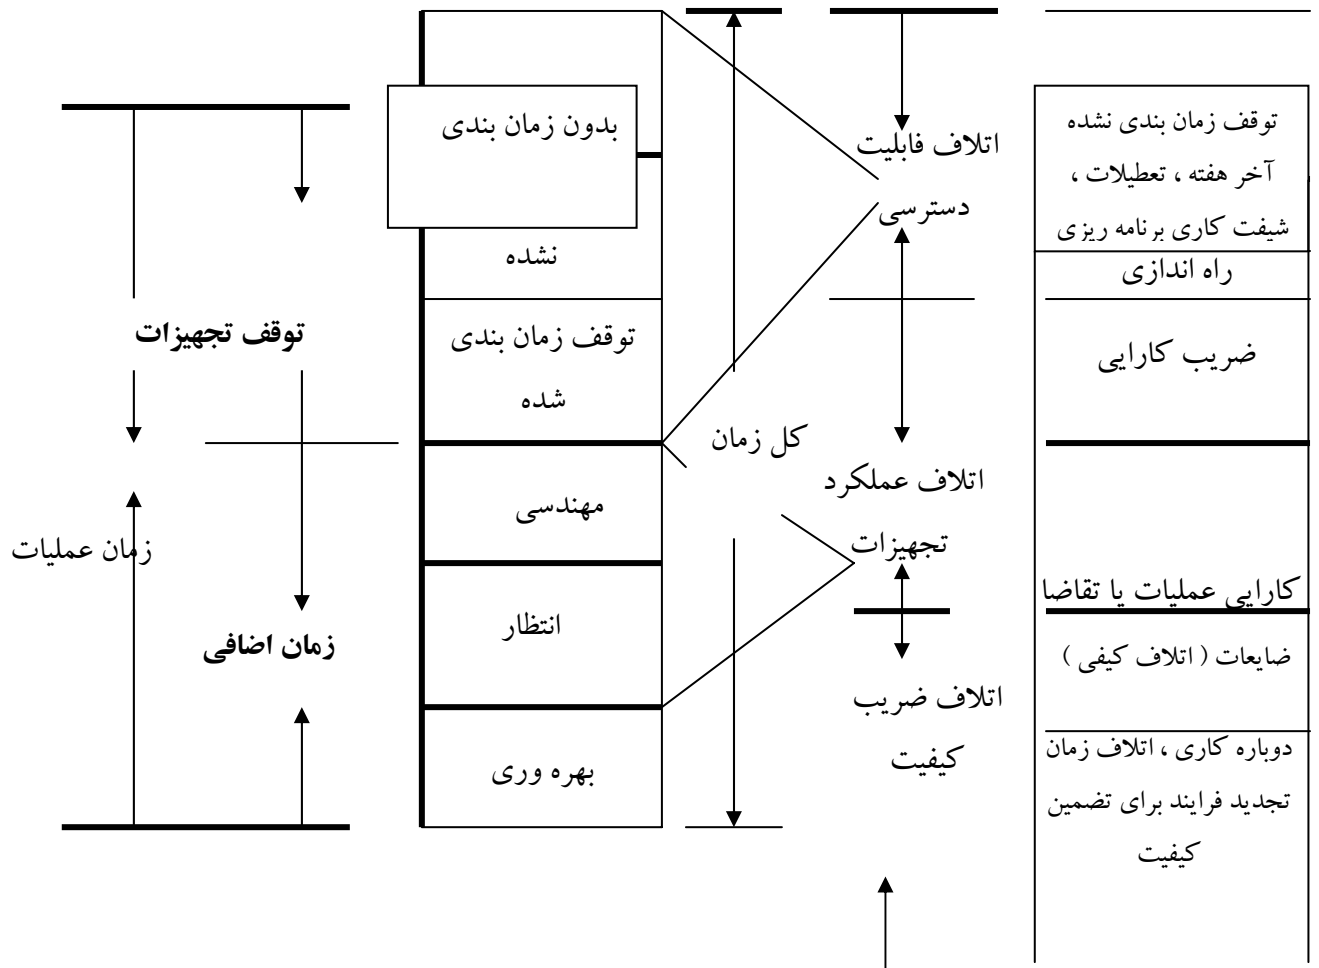 توقف زمان بندی نشده
آخر هفته ، تعطیلات ،
شیفت کاری برنامه ریزی
راه اندازی
ضریب کارایی
کارایی عملیات یا تقاضا
ضایعات ( اتلاف کیفی )
دوباره کاری ، اتلاف زمان
تجدید فرایند برای تضمین
کیفیت
اتلاف قابلیت
دسترسی
اتلاف عملکرد
تجهیزات
اتلاف ضریب
کیفیت
کل زمان
بدون زمان بندی
نشده
توقف زمان بندی
شده
مهندسی
انتظار
بهره وری
توقف تجهیزات
زمان اضافی
زمان عملیات